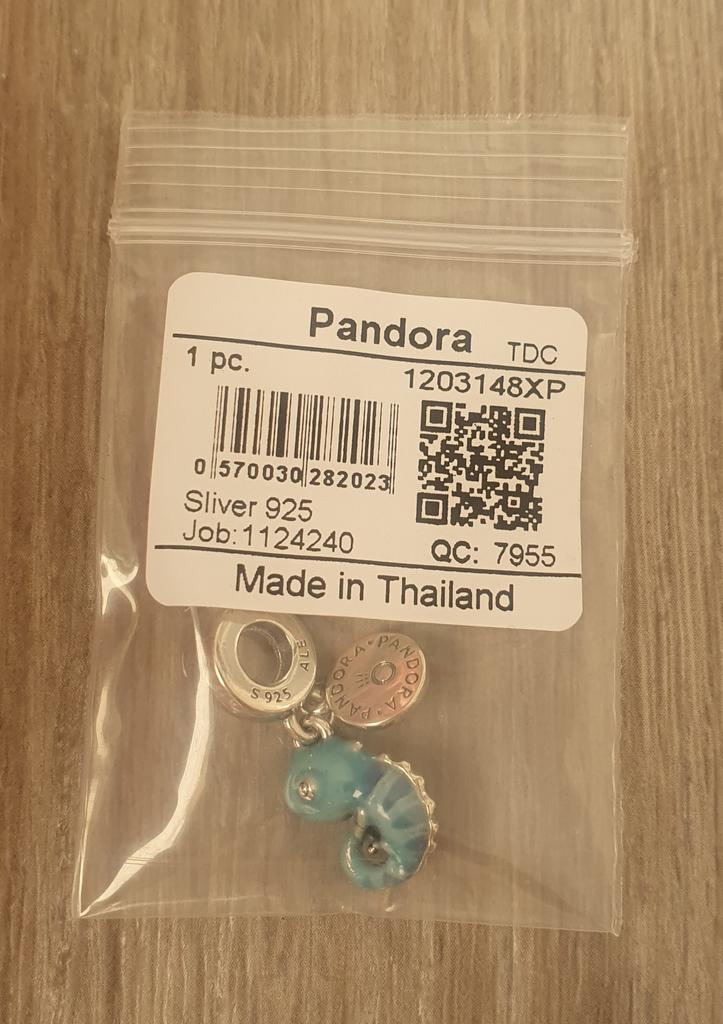 Pandora TDC
1 pc.
1203148XP
0 570030 282023
Sliver 925
Job:1124240
QC: 7955
Made in Thailand
S 925 ALE
PANDORA • PANDORA •